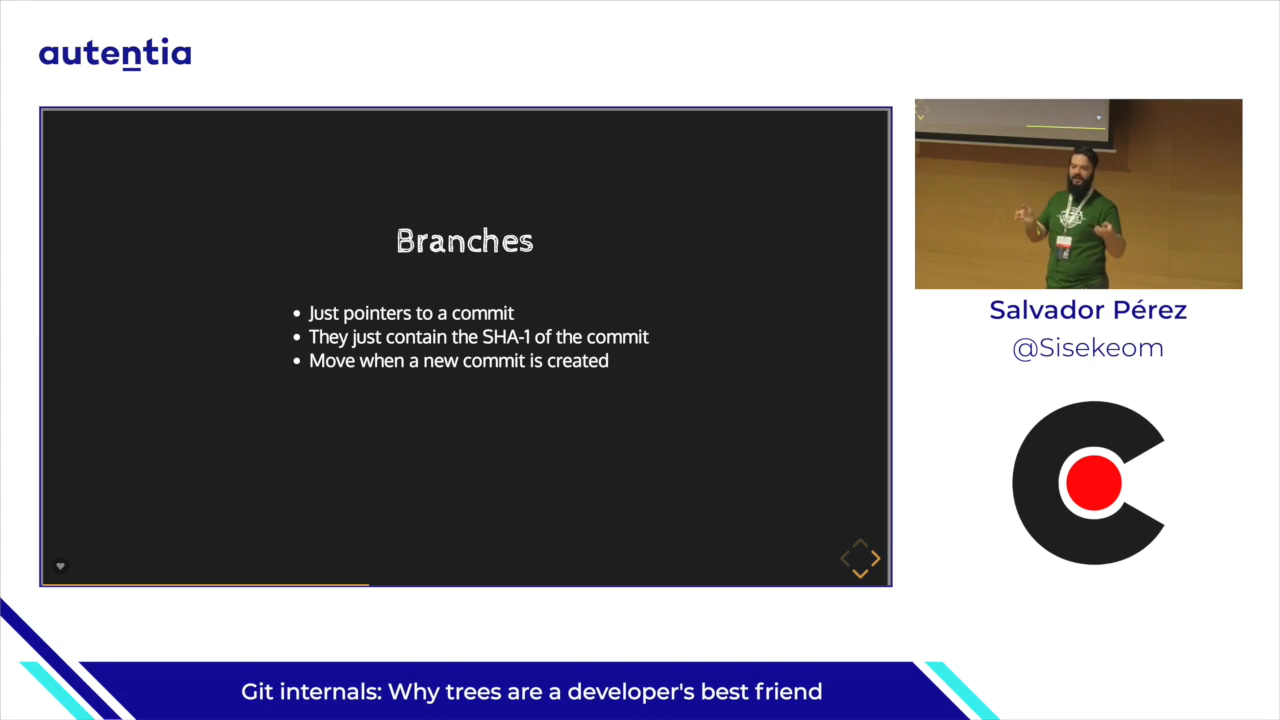 autentia
Branches
Just pointers to a commit
They just contain the SHA-1 of the commit
Move when a new commit is created
Salvador Pérez
@Sisekeom
Git internals: Why trees are a developer's best friend